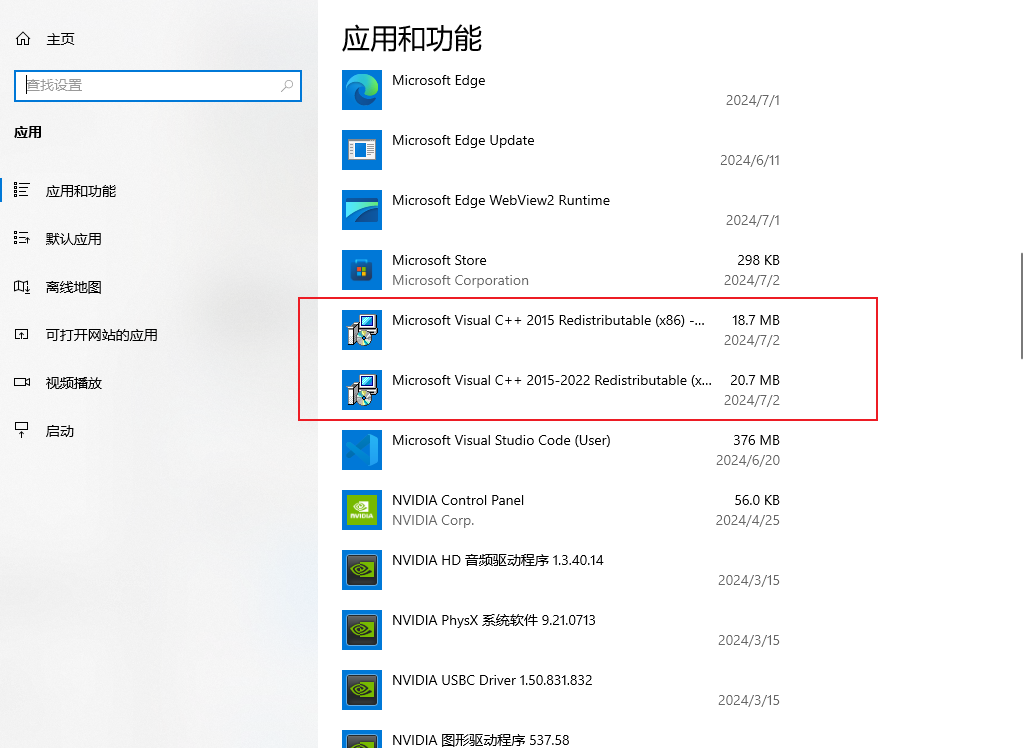 主页
查找设置
应用
应用和功能
默认应用
离线地图
可打开网站的应用
视频播放
启动
应用和功能
Microsoft Edge
2024/7/1
Microsoft Edge Update
2024/6/11
Microsoft Edge WebView2 Runtime
2024/7/1
Microsoft Store 298 KB
Microsoft Corporation 2024/7/2
Microsoft Visual C++ 2015 Redistributable (x86) -... 18.7 MB
2024/7/2
Microsoft Visual C++ 2015-2022 Redistributable (x... 20.7 MB
2024/7/2
Microsoft Visual Studio Code (User) 376 MB
2024/6/20
NVIDIA Control Panel 56.0 KB
NVIDIA
NVIDIA Corp. 2024/4/25
NVIDIA HD 音频驱动程序 1.3.40.14
2024/3/15
NVIDIA PhysX 系统软件 9.21.0713
2024/3/15
NVIDIA USBC Driver 1.50.831.832
2024/3/15
NVIDIA 图形驱动程序 537.58